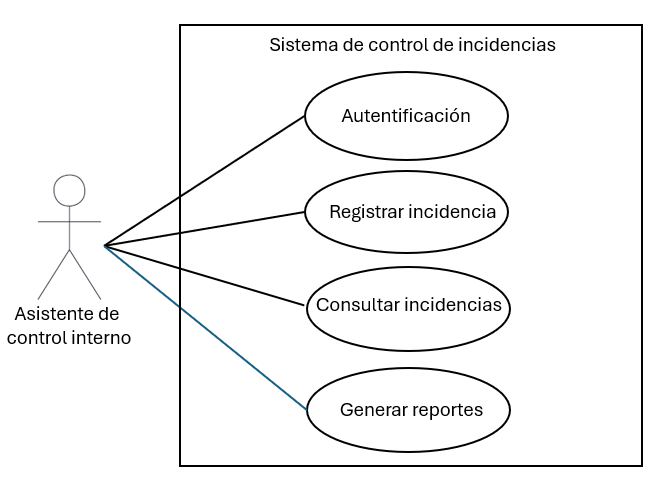 Sistema de control de incidencias
Autentificación
Registrar incidencia
Consultar incidencias
Asistente de
control interno
Generar reportes